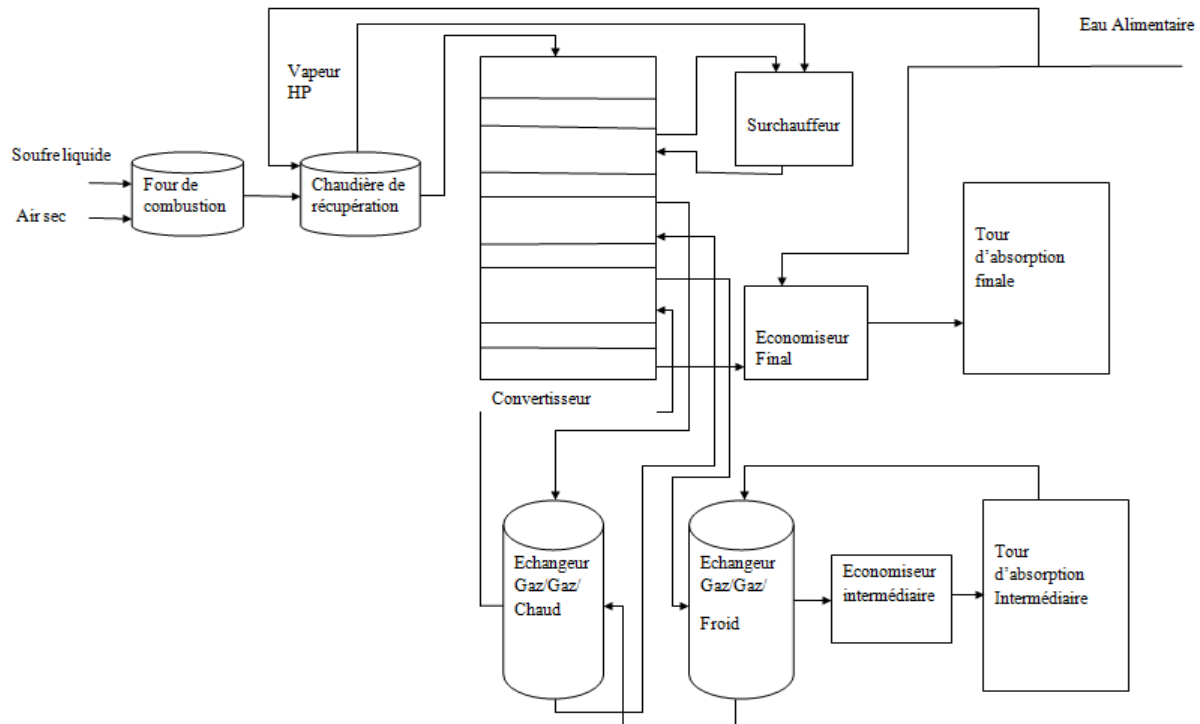 Eau Alimentaire
Vapeur
HP
Surchauffeur
Soufre liquide
Four de
combustion
Chaudière de
récupération
Air sec
Tour
d’absorption
finale
Economiseur
Final
Convertisseur
Echangeur
Gaz/Gaz/
Chaud
Echangeur
Gaz/Gaz/
Froid
Economiseur
intermédiaire
Tour
d’absorption
Intermédiaire